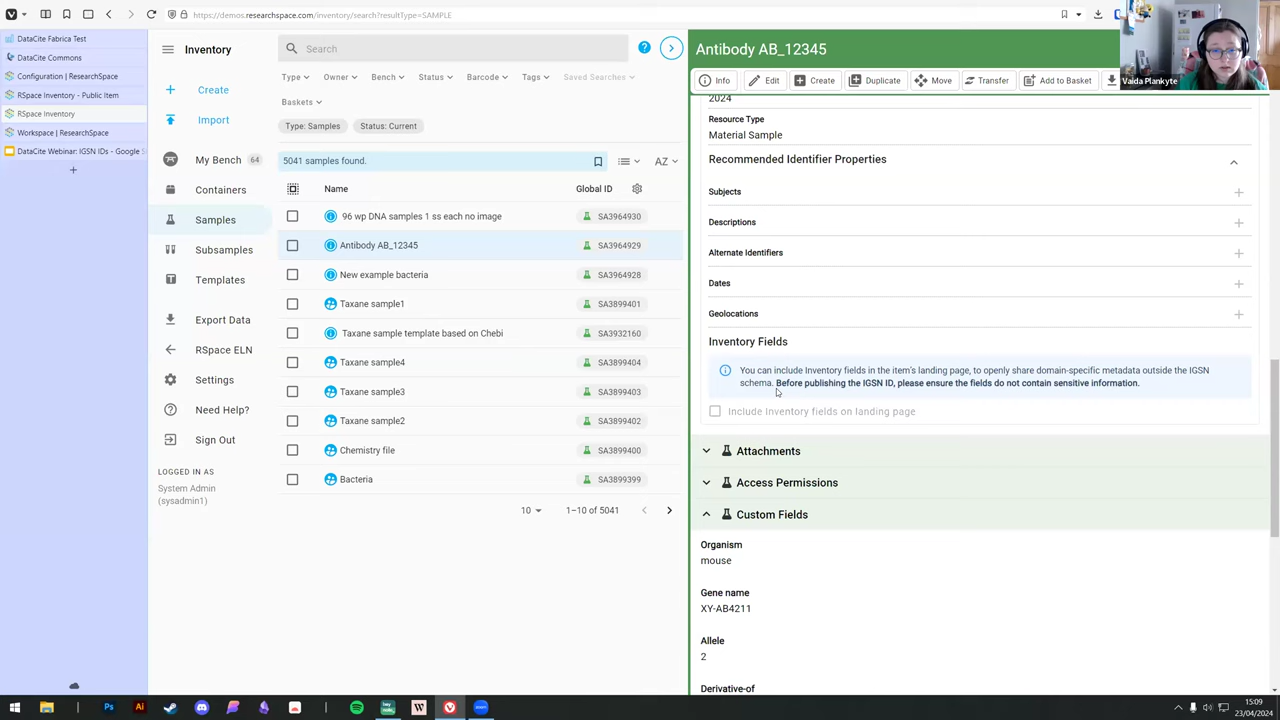 https://demos.researchspace.com/inventory/search?resultType=SAMPLE
DataCite Fabrica Test
DataCite Commons
Configuration | ResearchSpace
RSpace Inventory - Public Item
RSpace Inventory
Workspace | ResearchSpace
DataCite Webinar: IGSN IDs - Google S
Inventory
Create
Import
My Bench 64
Containers
Samples
Subsamples
Templates
Export Data
RSpace ELN
Settings
Need Help?
Sign Out
LOGGED IN AS
System Admin
(sysadmin1)
Search
Type Owner Bench Status Barcode Tags Saved Searches
Baskets
Type: Samples Status: Current
5041 samples found. AZ
Name Global ID
96 wp DNA samples 1 ss each no image SA3964930
Antibody AB_12345 SA3964929
New example bacteria SA3964928
Taxane sample1 SA3899401
Taxane sample template based on Chebi SA3932160
Taxane sample4 SA3899404
Taxane sample3 SA3899403
Taxane sample2 SA3899402
Chemistry file SA3899400
Bacteria SA3899399
10 1–10 of 5041
Antibody AB_12345
Info Edit Create Duplicate Move Transfer Add to Basket
Vaida Plankyte
2024
Resource Type
Material Sample
Recommended Identifier Properties
Subjects
Descriptions
Alternate Identifiers
Dates
Geolocations
Inventory Fields
You can include Inventory fields in the item's landing page, to openly share domain-specific metadata outside the IGSN
schema. Before publishing the IGSN ID, please ensure the fields do not contain sensitive information.
Include Inventory fields on landing page
Attachments
Access Permissions
Custom Fields
Organism
mouse
Gene name
XY-AB4211
Allele
2
Derivative-of
15:09
23/04/2024